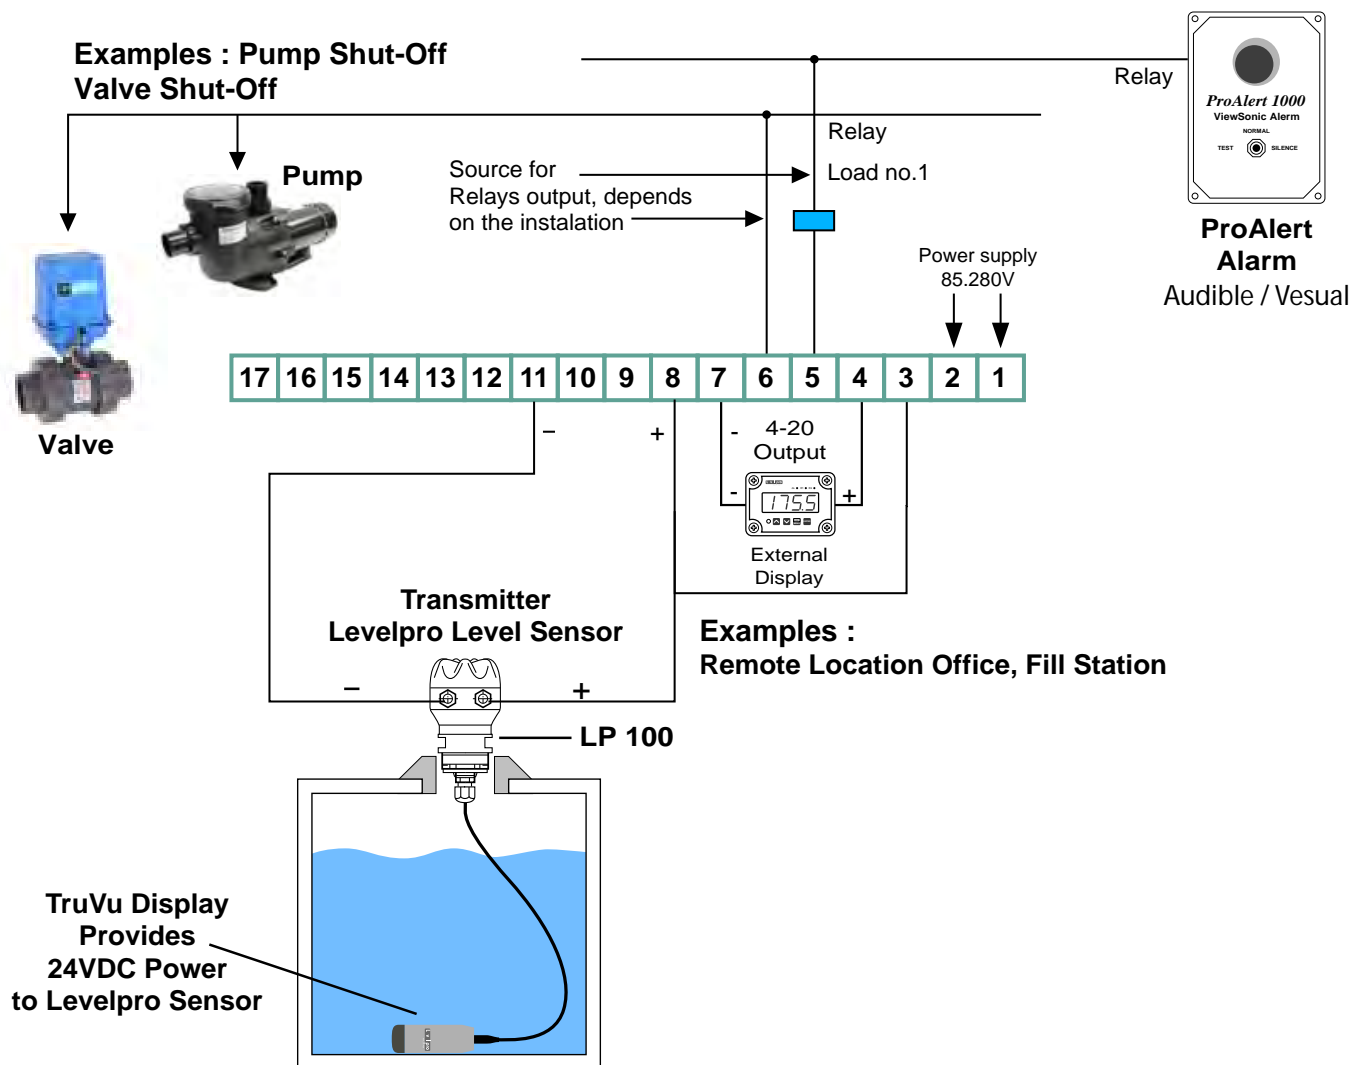 Examples : Pump Shut-Off
Valve Shut-Off
Relay
ProAlert 1000
ViewSonic Alerm
NORMAL
TEST
SILENCE
ProAlert
Alarm
Audible / Vesual
Pump
Valve
Source for
Relays output, depends
on the instalation
Relay
Load no.1
Power supply
85.280V
17 16 15 14 13 12 11 10 9 8 7 6 5 4 3 2 1
–
+
-
4-20
Output
-
+
175.5
External
Display
Transmitter
Levelpro Level Sensor
–
+
LP 100
Examples :
Remote Location Office, Fill Station
TruVu Display
Provides
24VDC Power
to Levelpro Sensor